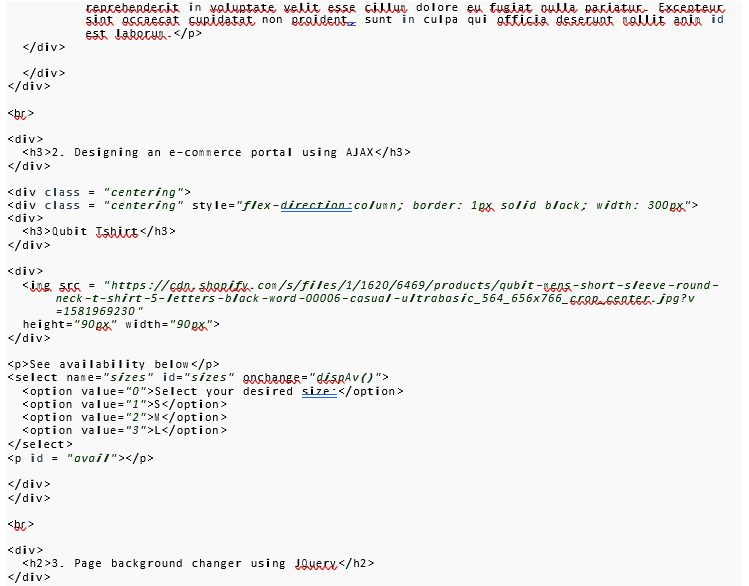 reprehenderit in voluptate velit esse cillum dolore eu fugiat nulla pariatur. Excepteur
sint occaecat cupidatat non proident, sunt in culpa qui officia deserunt mollit anim id
est laborum.</p>
</div>
</div>
</div>
<br>
<div>
<h3>2. Designing an e-commerce portal using AJAX</h3>
</div>
<div class = "centering">
<div class = "centering" style="flex-direction:column; border: 1px solid black; width: 300px">
<div>
<h3>Qubit Tshirt</h3>
</div>
<div>
<img src = "https://cdn.shopify.com/s/files/1/1620/6469/products/qubit-mens-short-sleeve-round-
neck-t-shirt-5-letters-black-word-00006-casual-ultrabasic_564_656x766_crop_center.jpg?v
=1581969230"
height="90px" width="90px">
</div>
<p>See availability below</p>
<select name="sizes" id="sizes" onchange="dispAv()">
<option value="0">Select your desired size:</option>
<option value="1">S</option>
<option value="2">M</option>
<option value="3">L</option>
</select>
<p id = "avail"></p>
</div>
</div>
<br>
<div>
<h2>3. Page background changer using JQuery</h2>
</div>